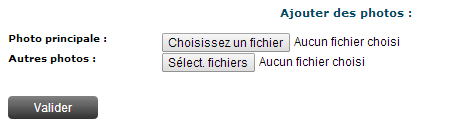 Ajouter des photos :
Photo principale : Choisissez un fichier Aucun fichier choisi
Autres photos : Sélect. fichiers Aucun fichier choisi
Valider